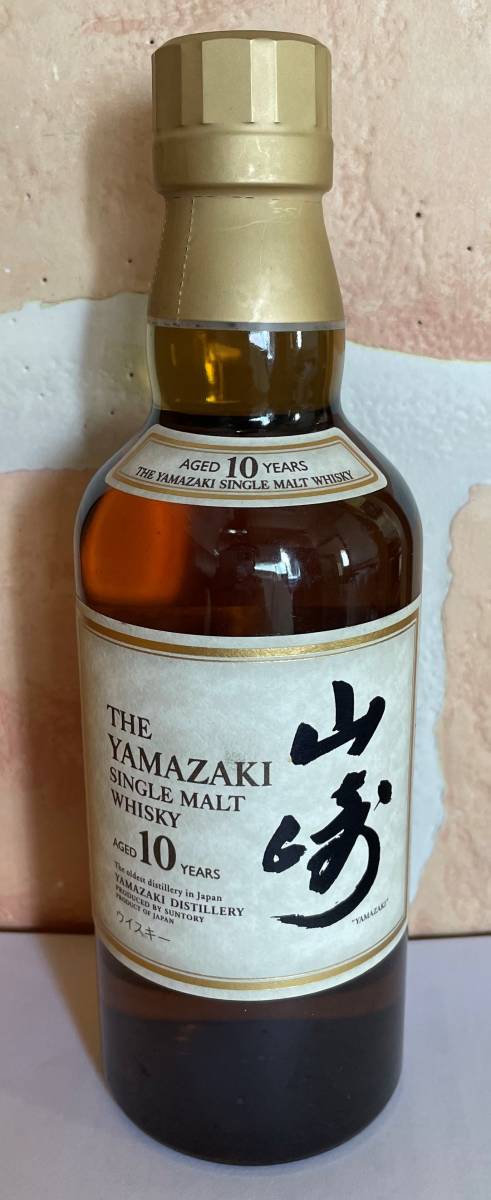 AGED 10 YEARS
THE YAMAZAKI SINGLE MALT WHISKY
THE
YAMAZAKI
SINGLE MALT
WHISKY
AGED 10 YEARS
The oldest distillery in Japan
YAMAZAKI DISTILLERY
PRODUCED BY SUNTORY
PRODUCT OF JAPAN
ウイスキー
山崎
"YAMAZAKI"